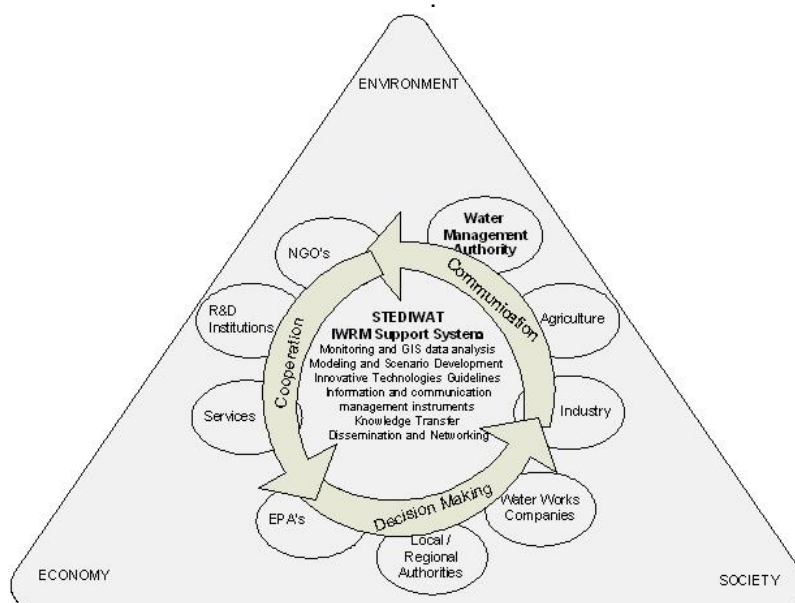 ENVIRONMENT
Water
Management
Authority
NGO's
Communication
R&D
Institutions
Agriculture
STEDIWAT
IWRM Support System
Monitoring and GIS data analysis
Modeling and Scenario Development
Innovative Technologies Guidelines
Information and communication
management instruments
Knowledge Transfer
Dissemination and Networking
Cooperation
Services
Industry
Decision Making
EPA's
Water Works
Companies
Local /
Regional
Authorities
ECONOMY
SOCIETY